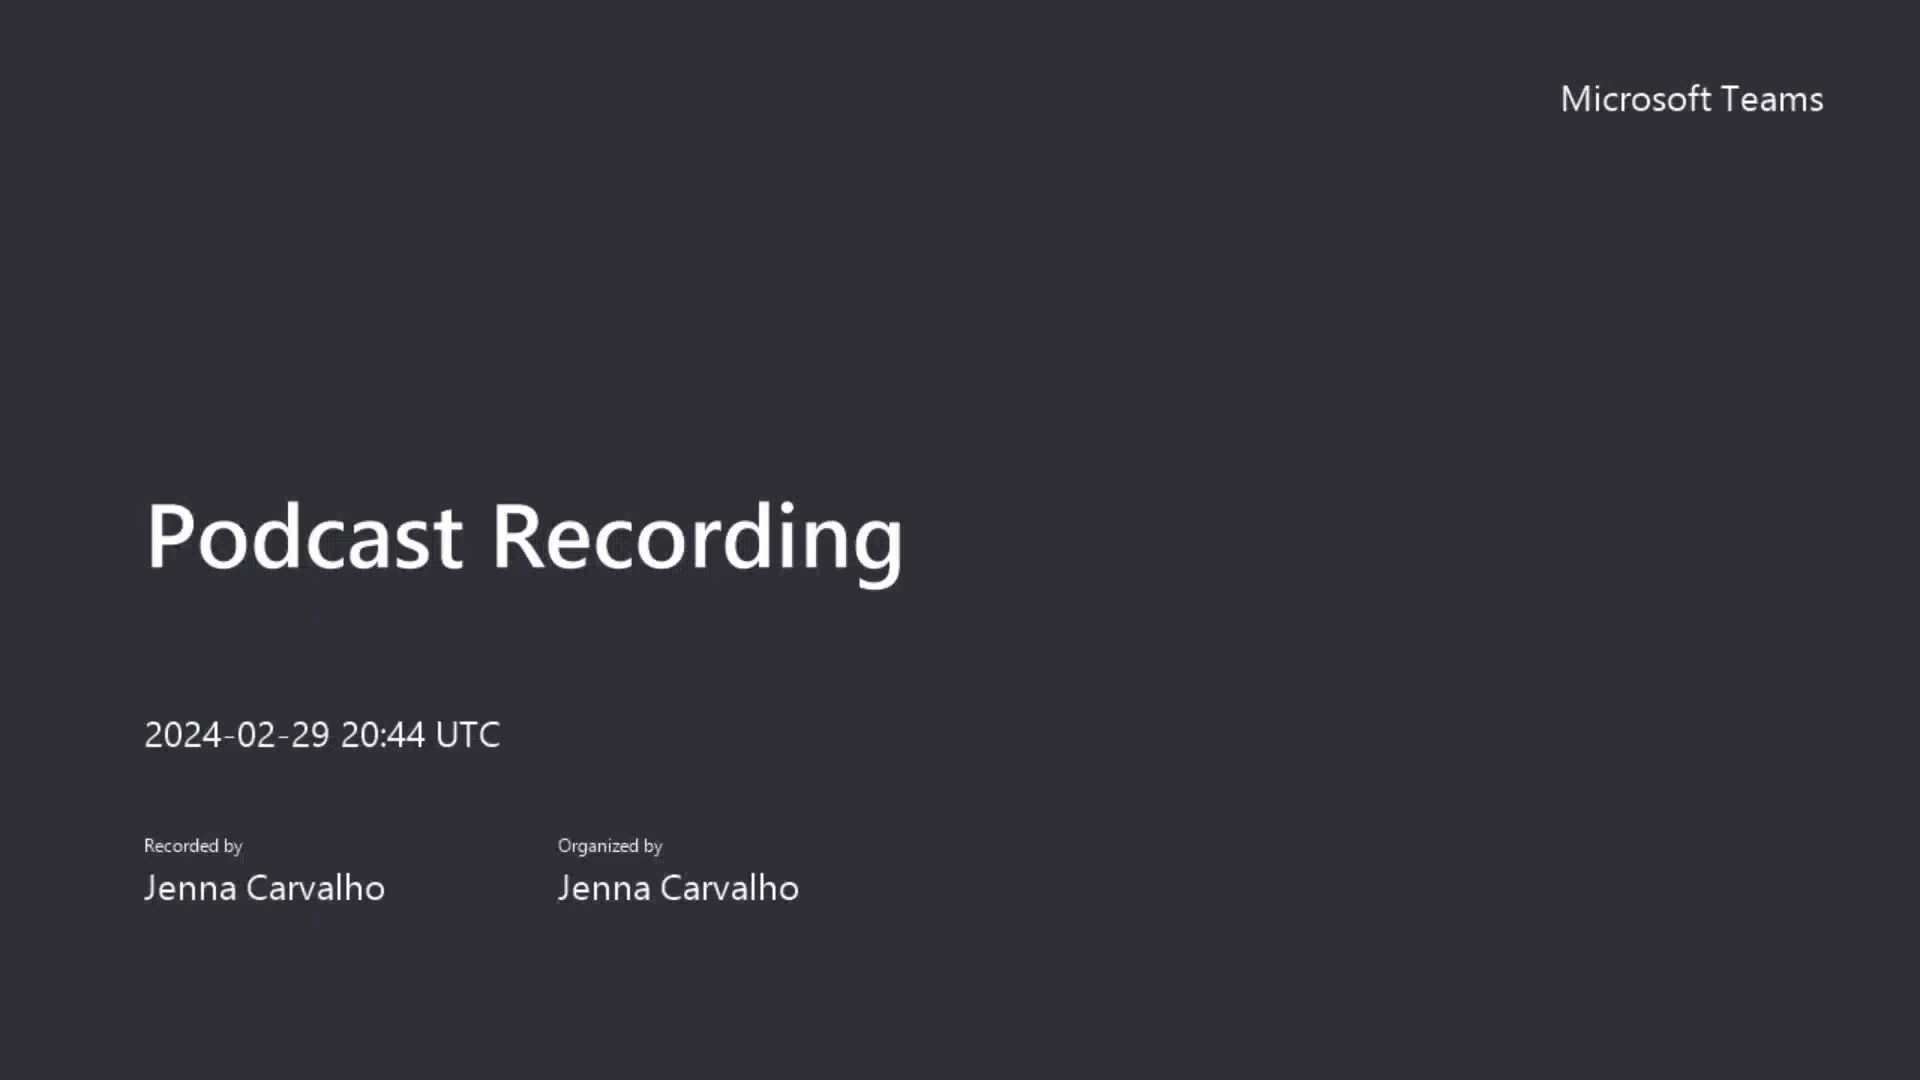 Microsoft Teams
Podcast Recording
2024-02-29 20:44 UTC
Recorded by
Jenna Carvalho
Organized by
Jenna Carvalho